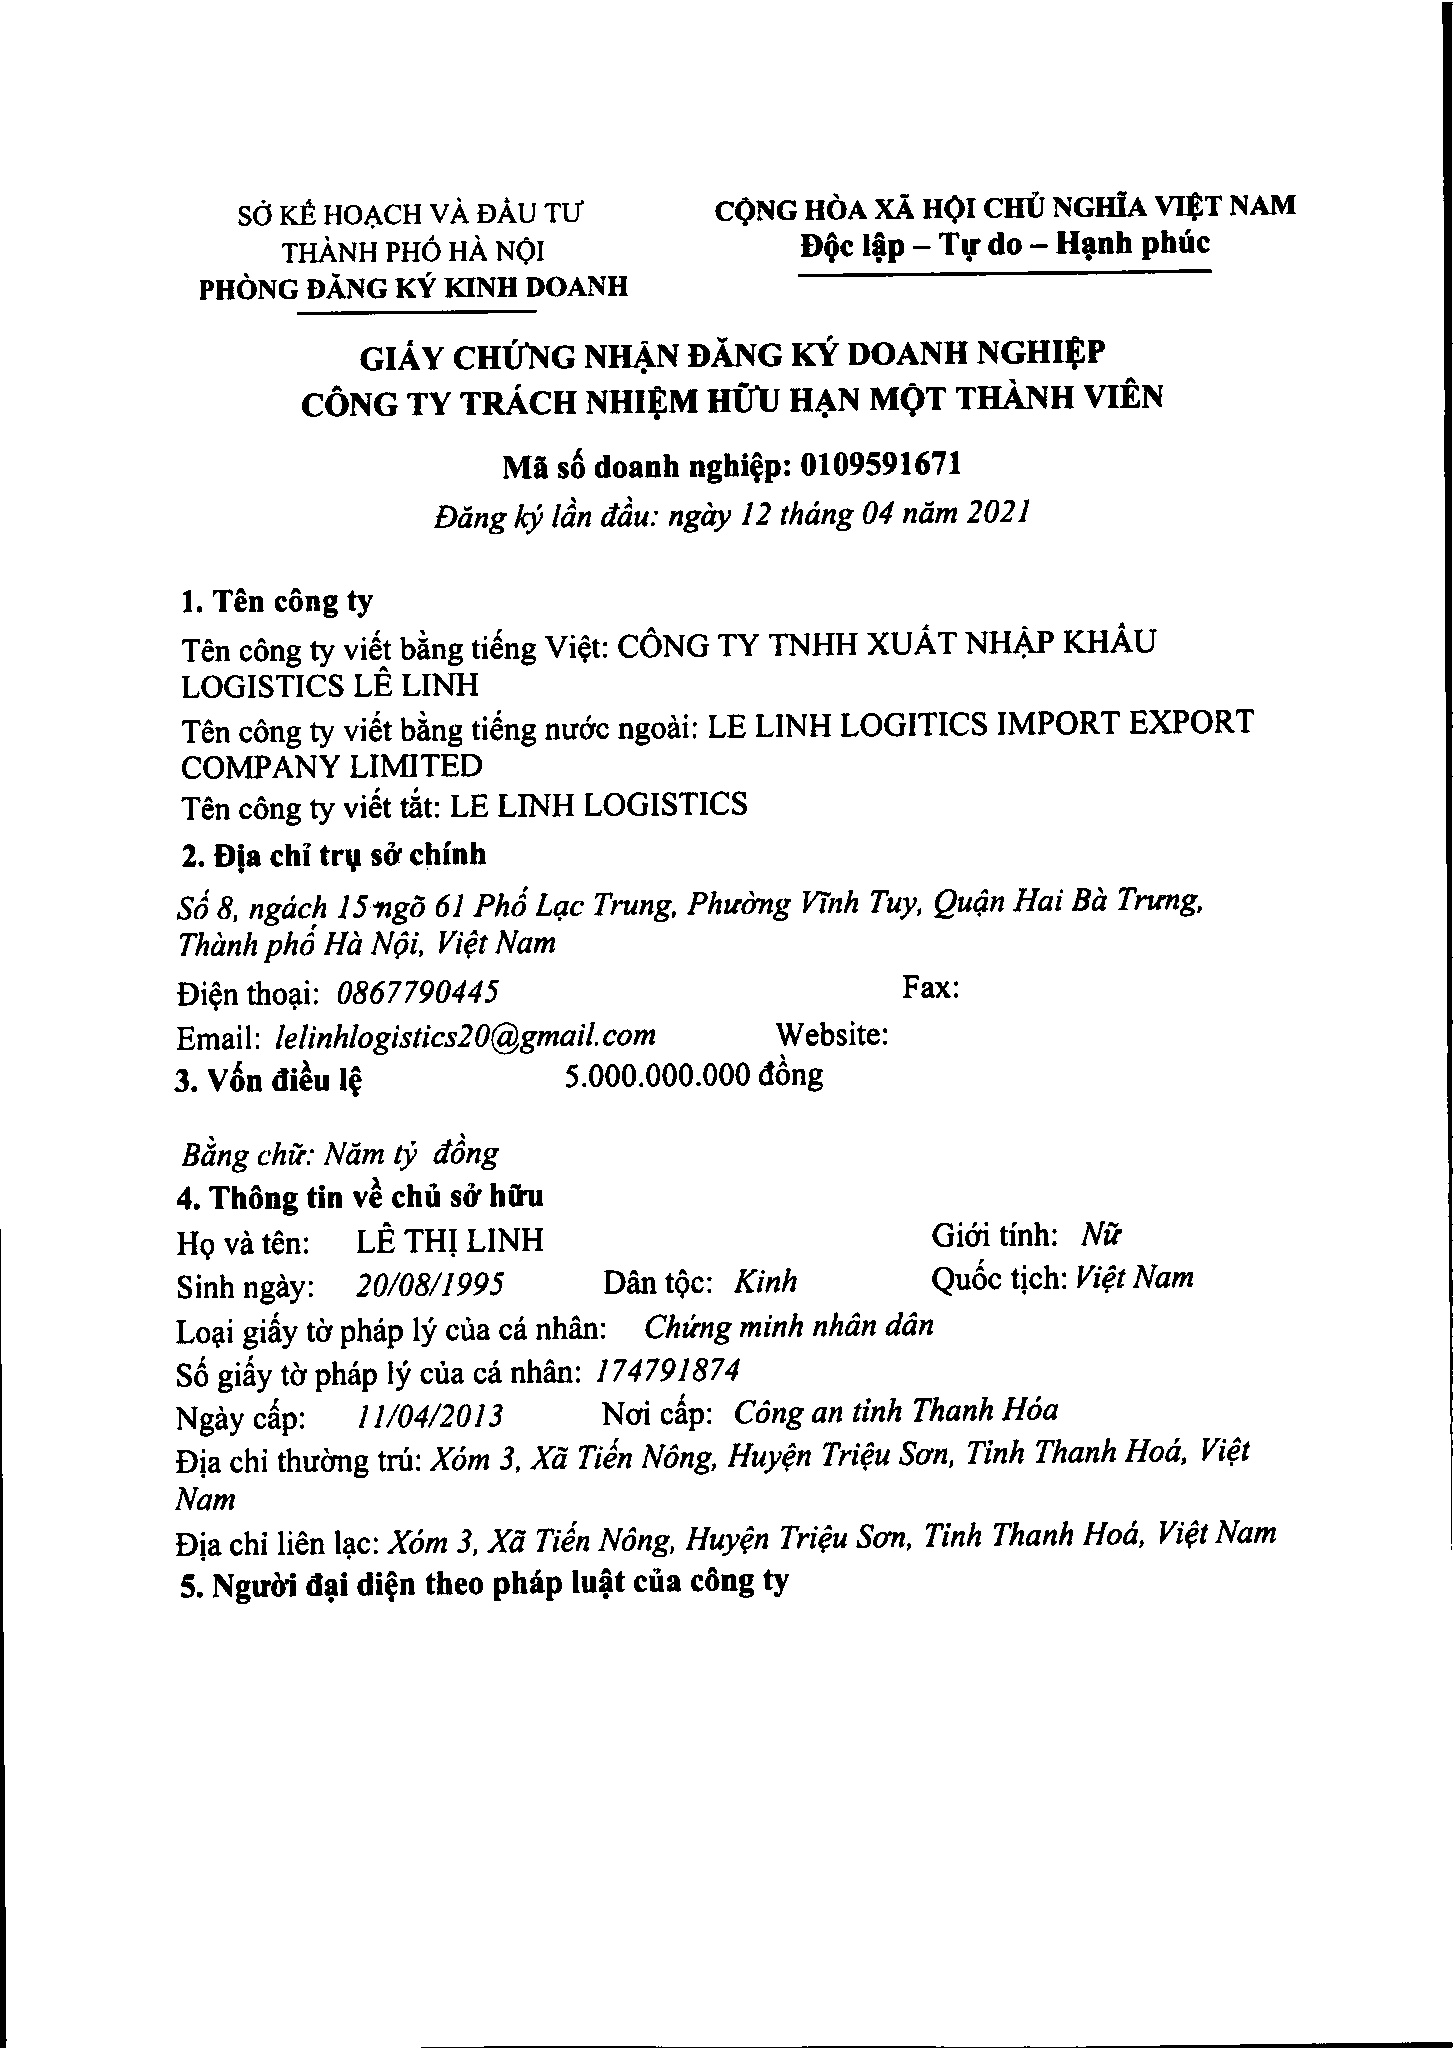 SỞ KẾ HOẠCH VÀ ĐẦU TƯ
THÀNH PHỐ HÀ NỘI
PHÒNG ĐĂNG KÝ KINH DOANH
CỘNG HÒA XÃ HỘI CHỦ NGHĨA VIỆT NAM
Độc lập – Tự do – Hạnh phúc
GIẤY CHỨNG NHẬN ĐĂNG KÝ DOANH NGHIỆP
CÔNG TY TRÁCH NHIỆM HỮU HẠN MỘT THÀNH VIÊN
Mã số doanh nghiệp: 0109591671
Đăng ký lần đầu: ngày 12 tháng 04 năm 2021
1. Tên công ty
Tên công ty viết bằng tiếng Việt: CÔNG TY TNHH XUẤT NHẬP KHẨU
LOGISTICS LÊ LINH
Tên công ty viết bằng tiếng nước ngoài: LE LINH LOGITICS IMPORT EXPORT
COMPANY LIMITED
Tên công ty viết tắt: LE LINH LOGISTICS
2. Địa chỉ trụ sở chính
Số 8, ngách 15 ngõ 61 Phố Lạc Trung, Phường Vĩnh Tuy, Quận Hai Bà Trưng,
Thành phố Hà Nội, Việt Nam
Điện thoại: 0867790445 Fax:
Email: lelinhlogistics20@gmail.com Website:
3. Vốn điều lệ 5.000.000.000 đồng
Bằng chữ: Năm tỷ đồng
4. Thông tin về chủ sở hữu
Họ và tên: LÊ THỊ LINH Giới tính: Nữ
Sinh ngày: 20/08/1995 Dân tộc: Kinh Quốc tịch: Việt Nam
Loại giấy tờ pháp lý của cá nhân: Chứng minh nhân dân
Số giấy tờ pháp lý của cá nhân: 174791874
Ngày cấp: 11/04/2013 Nơi cấp: Công an tỉnh Thanh Hóa
Địa chỉ thường trú: Xóm 3, Xã Tiến Nông, Huyện Triệu Sơn, Tỉnh Thanh Hoá, Việt
Nam
Địa chỉ liên lạc: Xóm 3, Xã Tiến Nông, Huyện Triệu Sơn, Tỉnh Thanh Hoá, Việt Nam
5. Người đại diện theo pháp luật của công ty